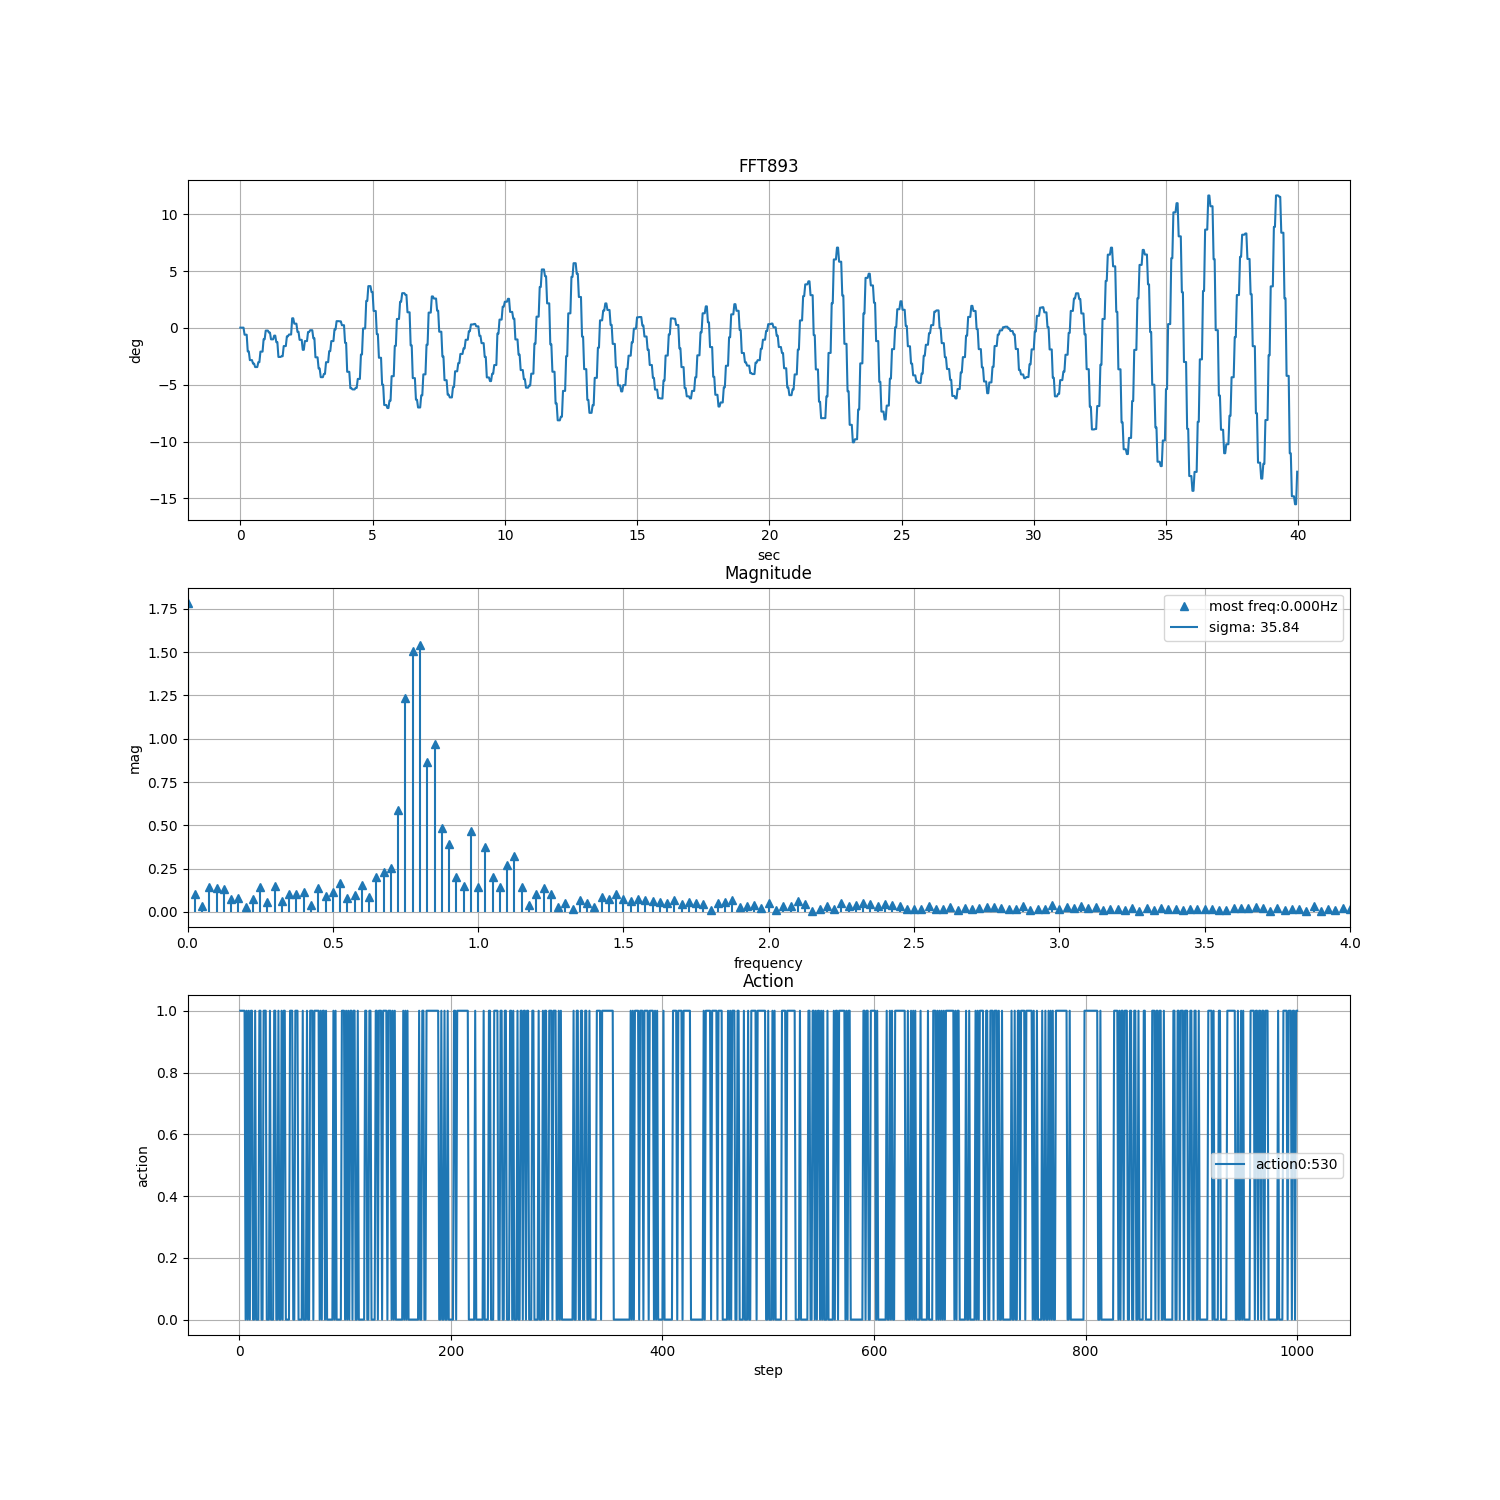 FFT893
10
5
0
−5
−10
−15
deg
0 5 10 15 20 25 30 35 40
sec
Magnitude
1.75
1.50
1.25
1.00
0.75
0.50
0.25
0.00
mag
most freq:0.000Hz
sigma: 35.84
0.0 0.5 1.0 1.5 2.0 2.5 3.0 3.5 4.0
frequency
Action
1.0
0.8
0.6
0.4
0.2
0.0
action
action0:530
0 200 400 600 800 1000
step